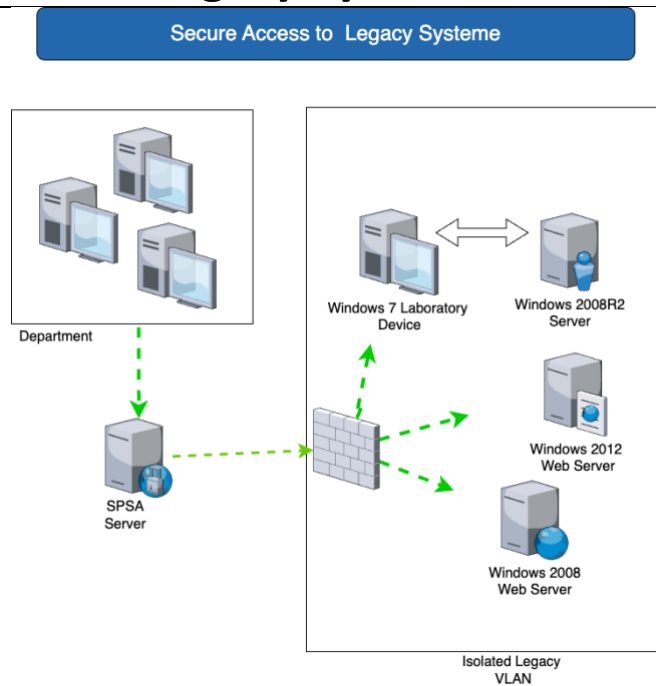 Secure Access to Legacy Systeme
Windows 7 Laboratory
Device
Windows 2008R2
Server
Department
Windows 2012
Web Server
SPSA
Server
Windows 2008
Web Server
Isolated Legacy
VLAN